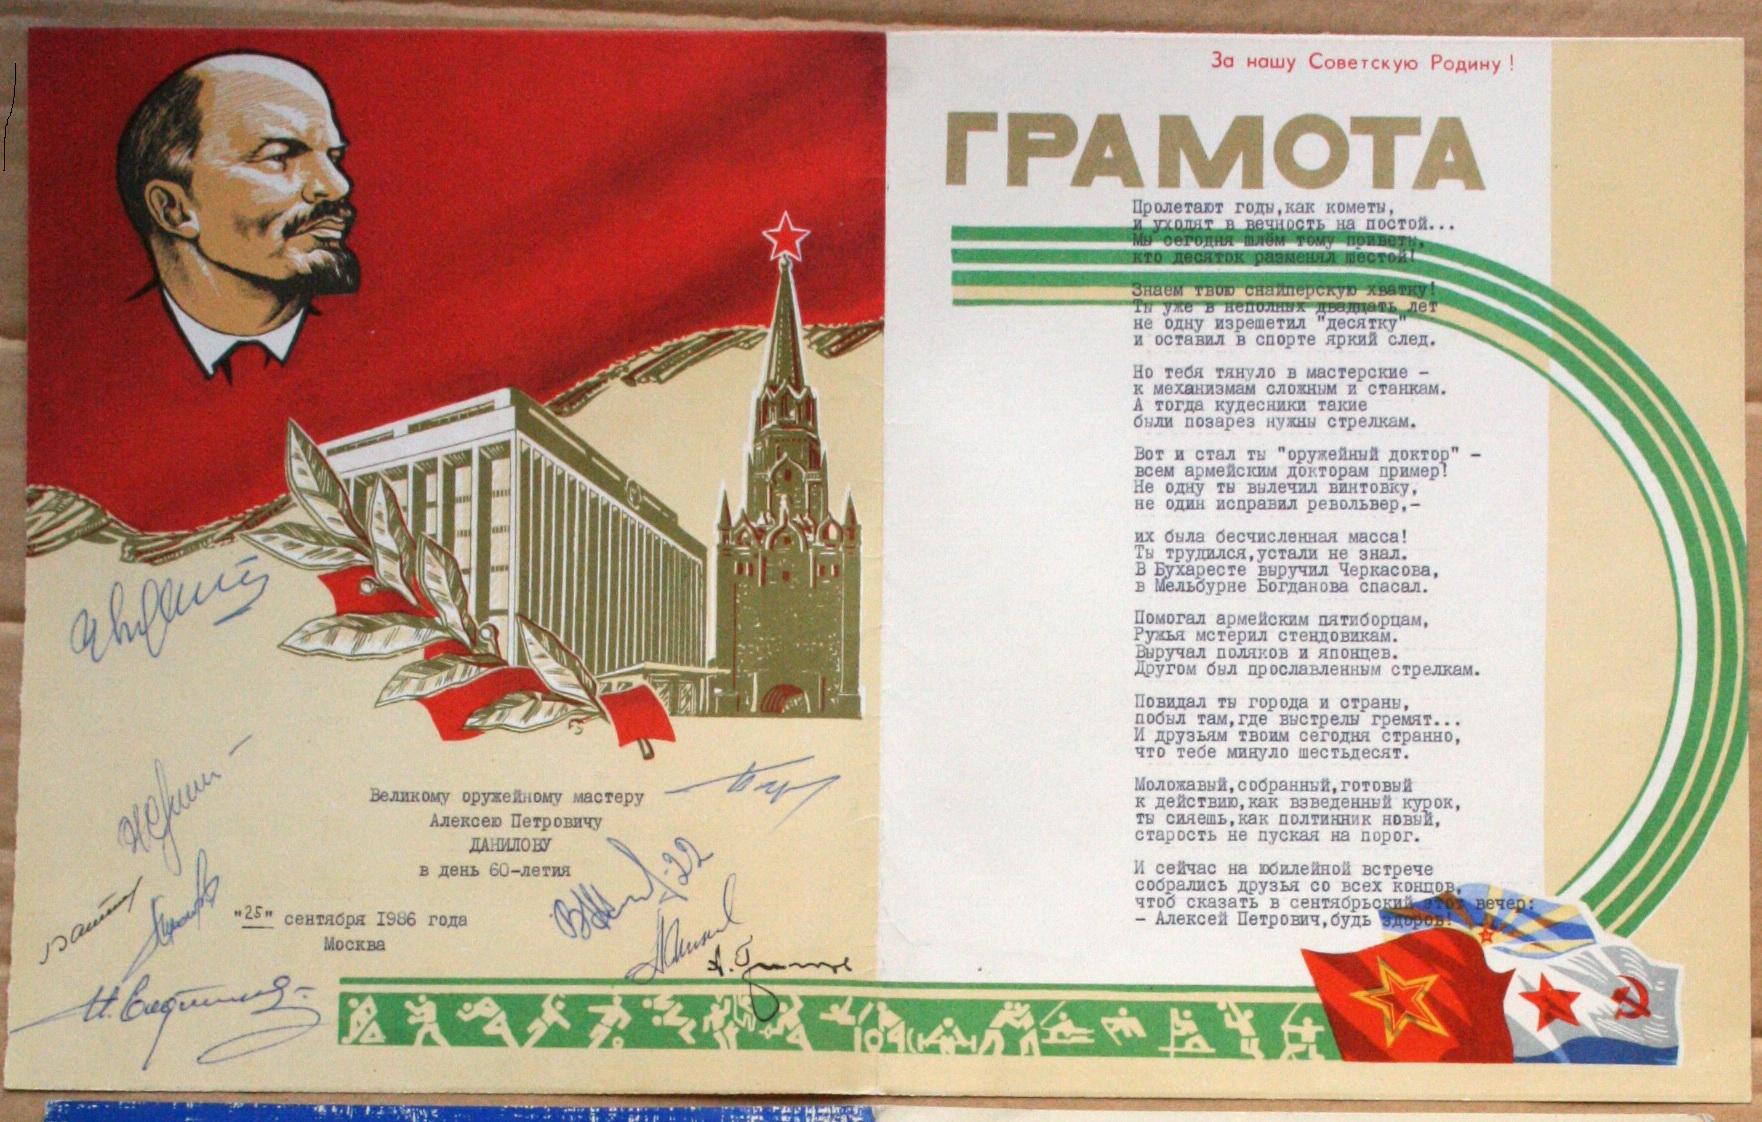 Великому оружейному мастеру
Алексею Петровичу
ДАНИЛОВУ
в день 60-летия
"25" сентября 1986 года
Москва
За нашу Советскую Родину!
ГРАМОТА
Пролетают годы,как кометы,
и уходят в вечность на постой...
Мы сегодня шлём тому приветы,
кто десяток разменял шестой!
Знаем твою снайперскую хватку!
Ты уже в неполных двадцать лет
не одну изрешетил "десятку"
и оставил в спорте яркий след.
Но тебя тянуло в мастерские -
к механизмам сложным и станкам.
А тогда кудесники такие
были позарез нужны стрелкам.
Вот и стал ты "оружейный доктор" -
всем армейским докторам пример!
Не одну ты вылечил винтовку,
не один исправил револьвер,-
их была бесчисленная масса!
Ты трудился,устали не знал.
В Бухаресте выручил Черкасова,
в Мельбурне Богданова спасал.
Помогал армейским пятиборцам,
Ружья мстерил стендовикам.
Выручал поляков и японцев.
Другом был прославленным стрелкам.
Повидал ты города и страны,
побыл там,где выстрелы гремят...
И друзьям твоим сегодня странно,
что тебе минуло шестьдесят.
Моложавый,собранный,готовый
к действию,как взведенный курок,
ты сияешь,как полтинник новый,
старость не пуская на порог.
И сейчас на юбилейной встрече
собрались друзья со всех концов,
чтоб сказать в сентябрьский этот вечер:
- Алексей Петрович,будь здоров!